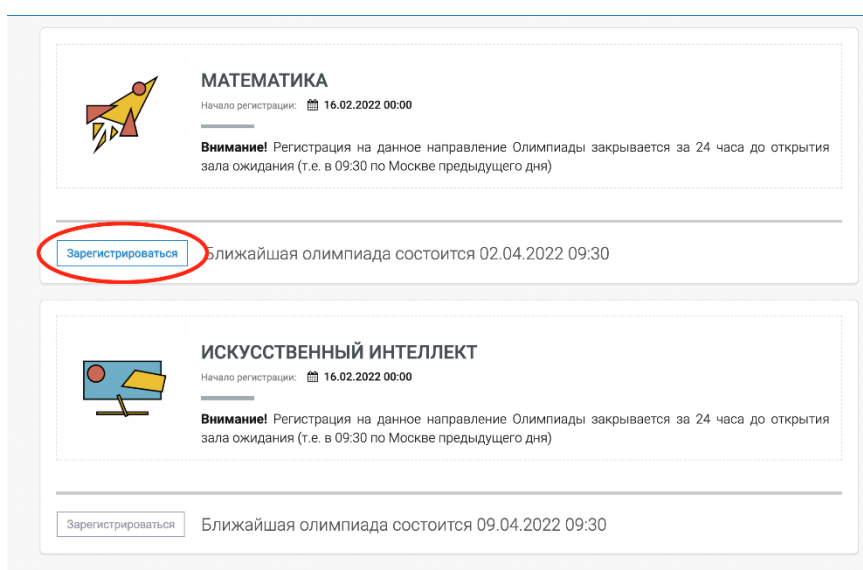 МАТЕМАТИКА
Начало регистрации: 16.02.2022 00:00
Внимание! Регистрация на данное направление Олимпиады закрывается за 24 часа до открытия
зала ожидания (т.е. в 09:30 по Москве предыдущего дня)
Зарегистрироваться Ближайшая олимпиада состоится 02.04.2022 09:30
ИСКУССТВЕННЫЙ ИНТЕЛЛЕКТ
Начало регистрации: 16.02.2022 00:00
Внимание! Регистрация на данное направление Олимпиады закрывается за 24 часа до открытия
зала ожидания (т.е. в 09:30 по Москве предыдущего дня)
Зарегистрироваться Ближайшая олимпиада состоится 09.04.2022 09:30